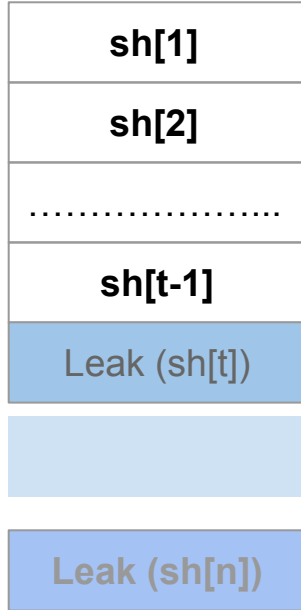 sh[1]
sh[2]
…………………...
sh[t-1]
Leak (sh[t])
Leak (sh[n])